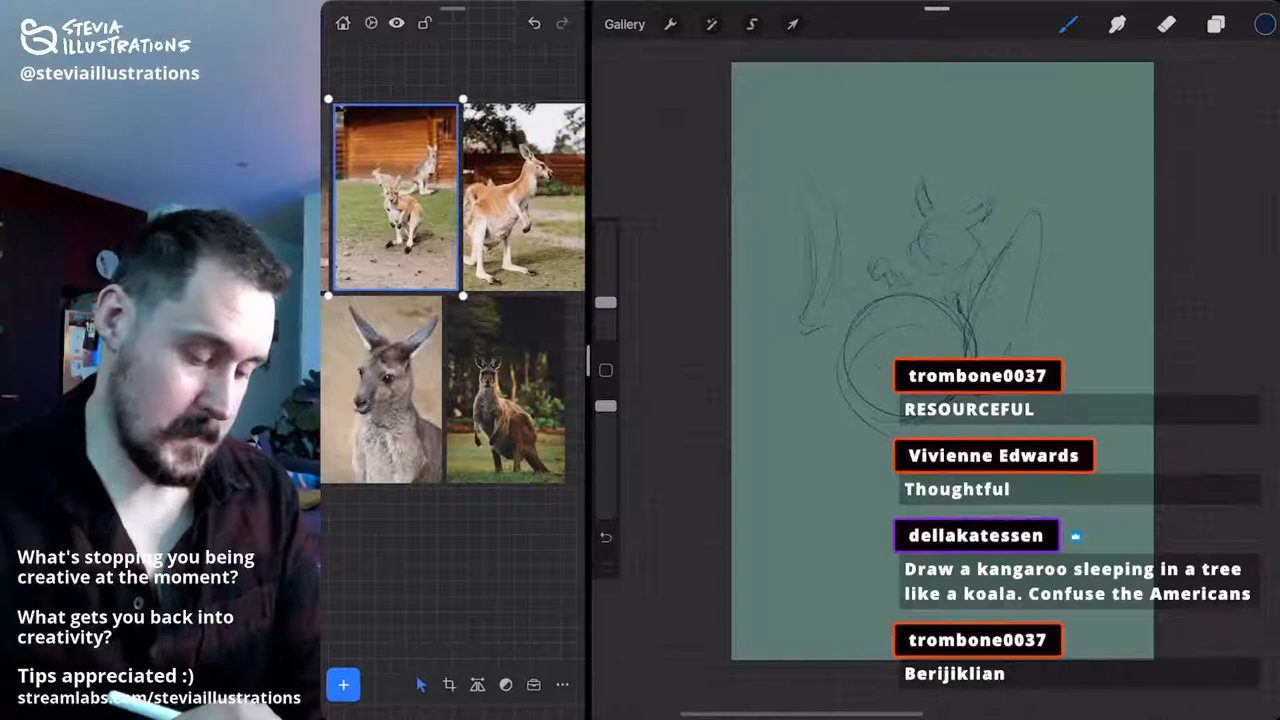 STEVIA
ILLUSTRATIONS
@steviaillustrations
What's stopping you being
creative at the moment?
What gets you back into
creativity?
Tips appreciated :)
streamlabs.com/steviaillustrations
Gallery
trombone0037
RESOURCEFUL
Vivienne Edwards
Thoughtful
dellakatessen
Draw a kangaroo sleeping in a tree
like a koala. Confuse the Americans
trombone0037
Berijiklian